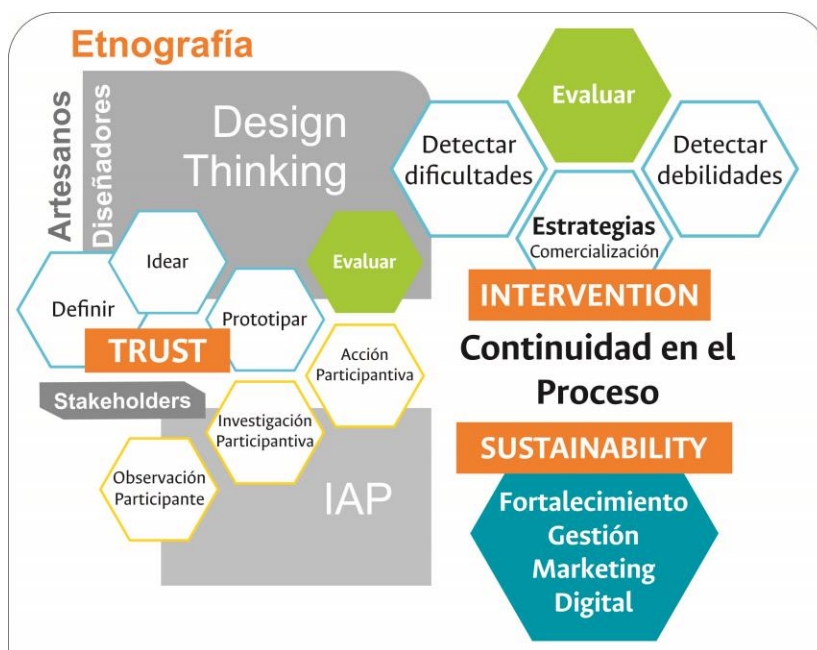 Etnografía
Artesanos
Diseñadores
Design
Thinking
Idear
Definir
Evaluar
Prototipar
TRUST
Stakeholders
Acción
Participantiva
Investigación
Participantiva
Observación
Participante
IAP
Evaluar
Detectar
dificultades
Detectar
debilidades
Estrategias
Comercialización
INTERVENTION
Continuidad en el
Proceso
SUSTAINABILITY
Fortalecimiento
Gestión
Marketing
Digital